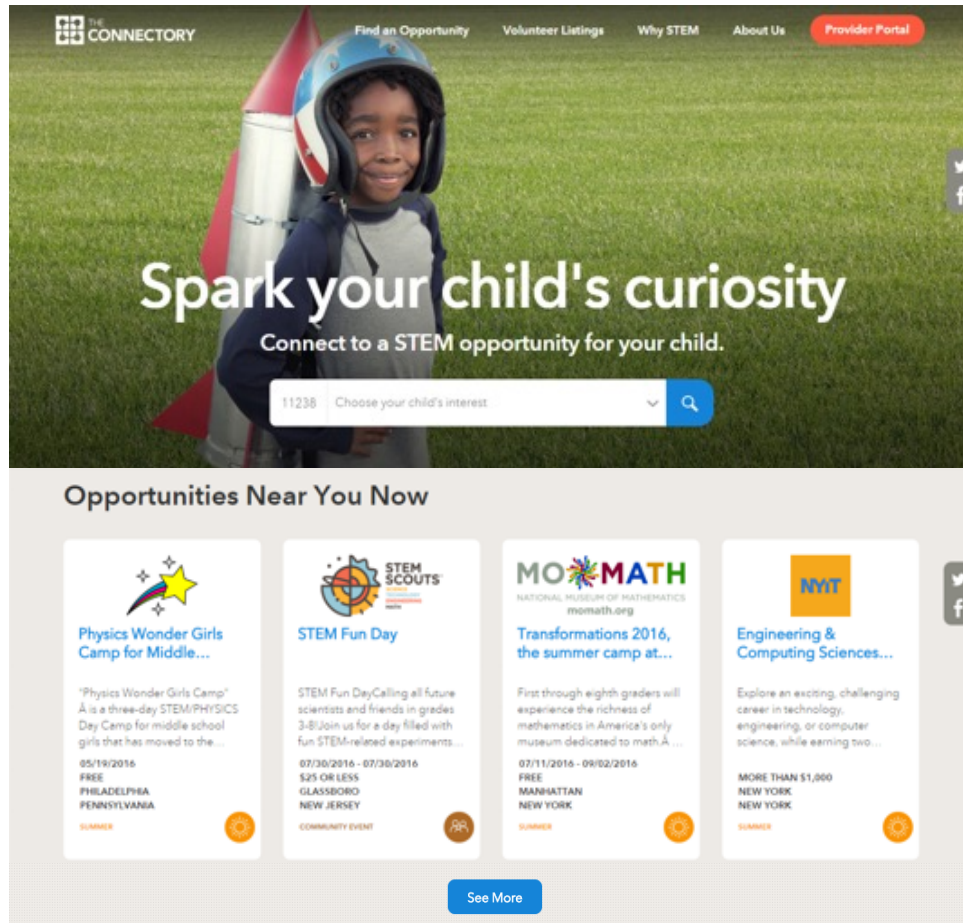 THE
CONNECTORY
Find an Opportunity
Volunteer Listings
Why STEM
About Us
Provider Portal
Spark your child's curiosity
Connect to a STEM opportunity for your child.
11238 Choose your child's interest
Opportunities Near You Now
Physics Wonder Girls
Camp for Middle...
"Physics Wonder Girls Camp"
Â is a three-day STEM/PHYSICS
Day Camp for middle school
girls that has moved to the...
05/19/2016
FREE
PHILADELPHIA
PENNSYLVANIA
SUMMER
STEM
SCOUTS
SCIENCE
TECHNOLOGY
ENGINEERING
MATH
STEM Fun Day
STEM Fun DayCalling all future
scientists and friends in grades
3-8!Join us for a day filled with
fun STEM-related experiments...
07/30/2016 - 07/30/2016
$25 OR LESS
GLASSBORO
NEW JERSEY
COMMUNITY EVENT
MOMATH
NATIONAL MUSEUM OF MATHEMATICS
momath.org
Transformations 2016,
the summer camp at...
First through eighth graders will
experience the richness of
mathematics in America's only
museum dedicated to math.Â ...
07/11/2016 - 09/02/2016
FREE
MANHATTAN
NEW YORK
SUMMER
NYIT
Engineering &
Computing Sciences...
Explore an exciting, challenging
career in technology,
engineering, or computer
science, while earning two...
MORE THAN $1,000
NEW YORK
NEW YORK
SUMMER
See More